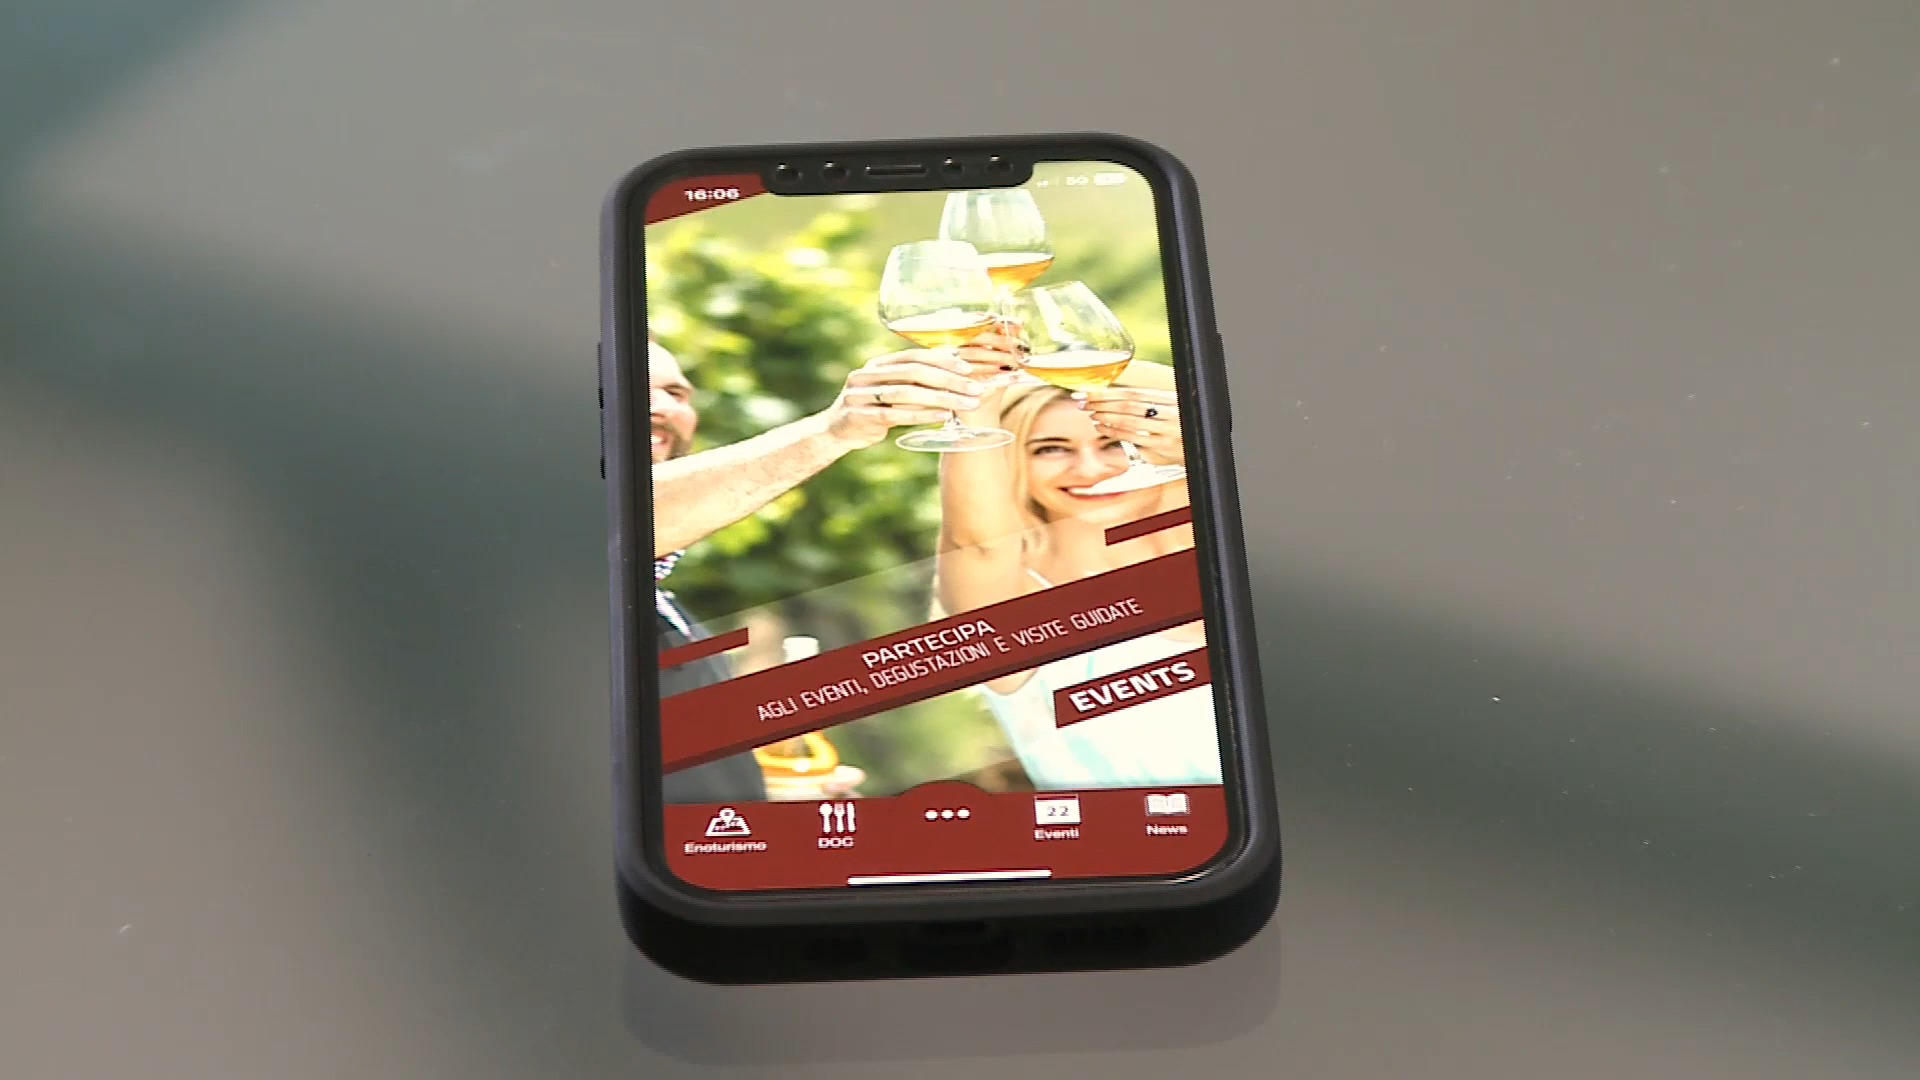 16:06
5G
PARTECIPA
AGLI EVENTI, DEGUSTAZIONI E VISITE GUIDATE
EVENTS
22
Enoturismo
DOC
Eventi
News